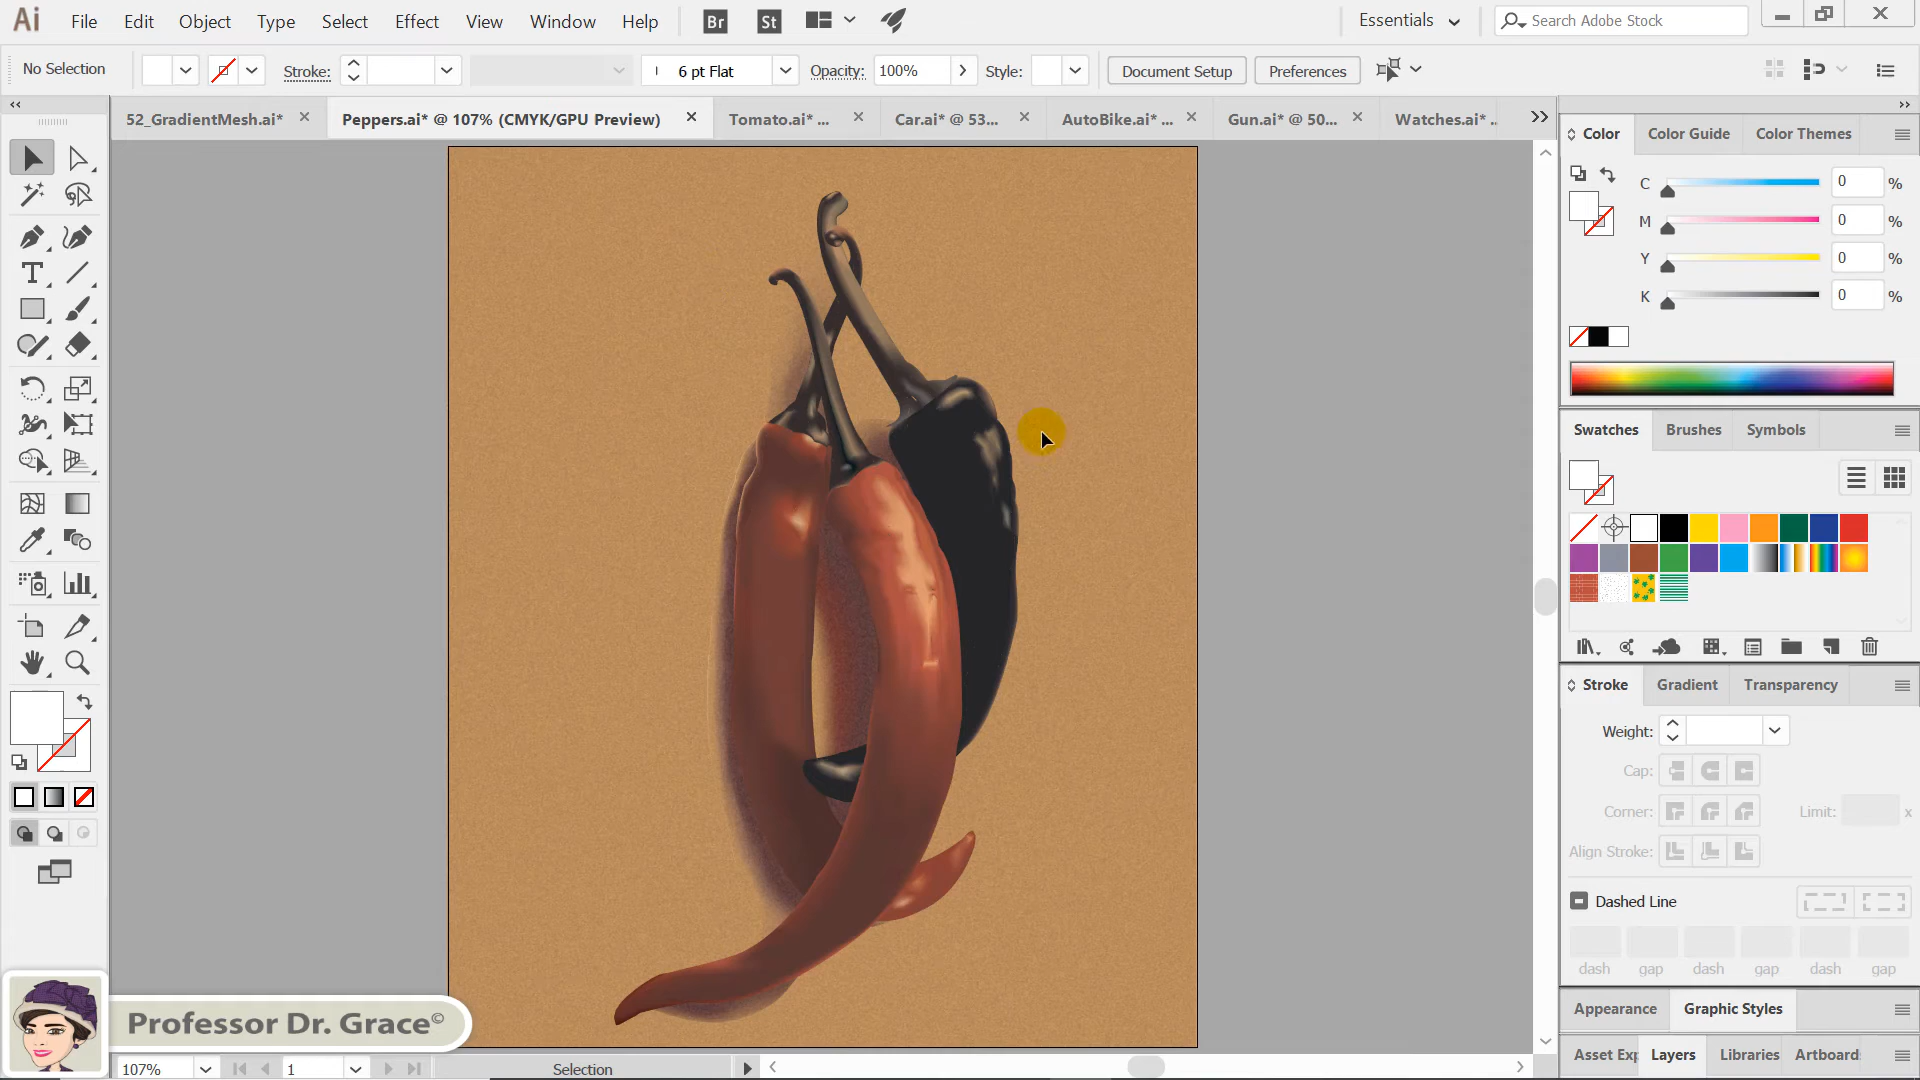 Ai File Edit Object Type Select Effect View Window Help Br St Essentials Search Adobe Stock
No Selection Stroke: 6 pt Flat Opacity: 100% Style: Document Setup Preferences
52_GradientMesh.ai* Peppers.ai* @ 107% (CMYK/GPU Preview) Tomato.ai* ... Car.ai* @ 53... AutoBike.ai* ... Gun.ai* @ 50... Watches.ai* ..
Color Color Guide Color Themes
C 0 %
M 0 %
Y 0 %
K 0 %
Swatches Brushes Symbols
Stroke Gradient Transparency
Weight:
Cap:
Corner: Limit: x
Align Stroke:
Dashed Line
dash gap dash gap dash gap
Appearance Graphic Styles
Asset Exp Layers Libraries Artboard
Professor Dr. Grace©
107% 1 Selection